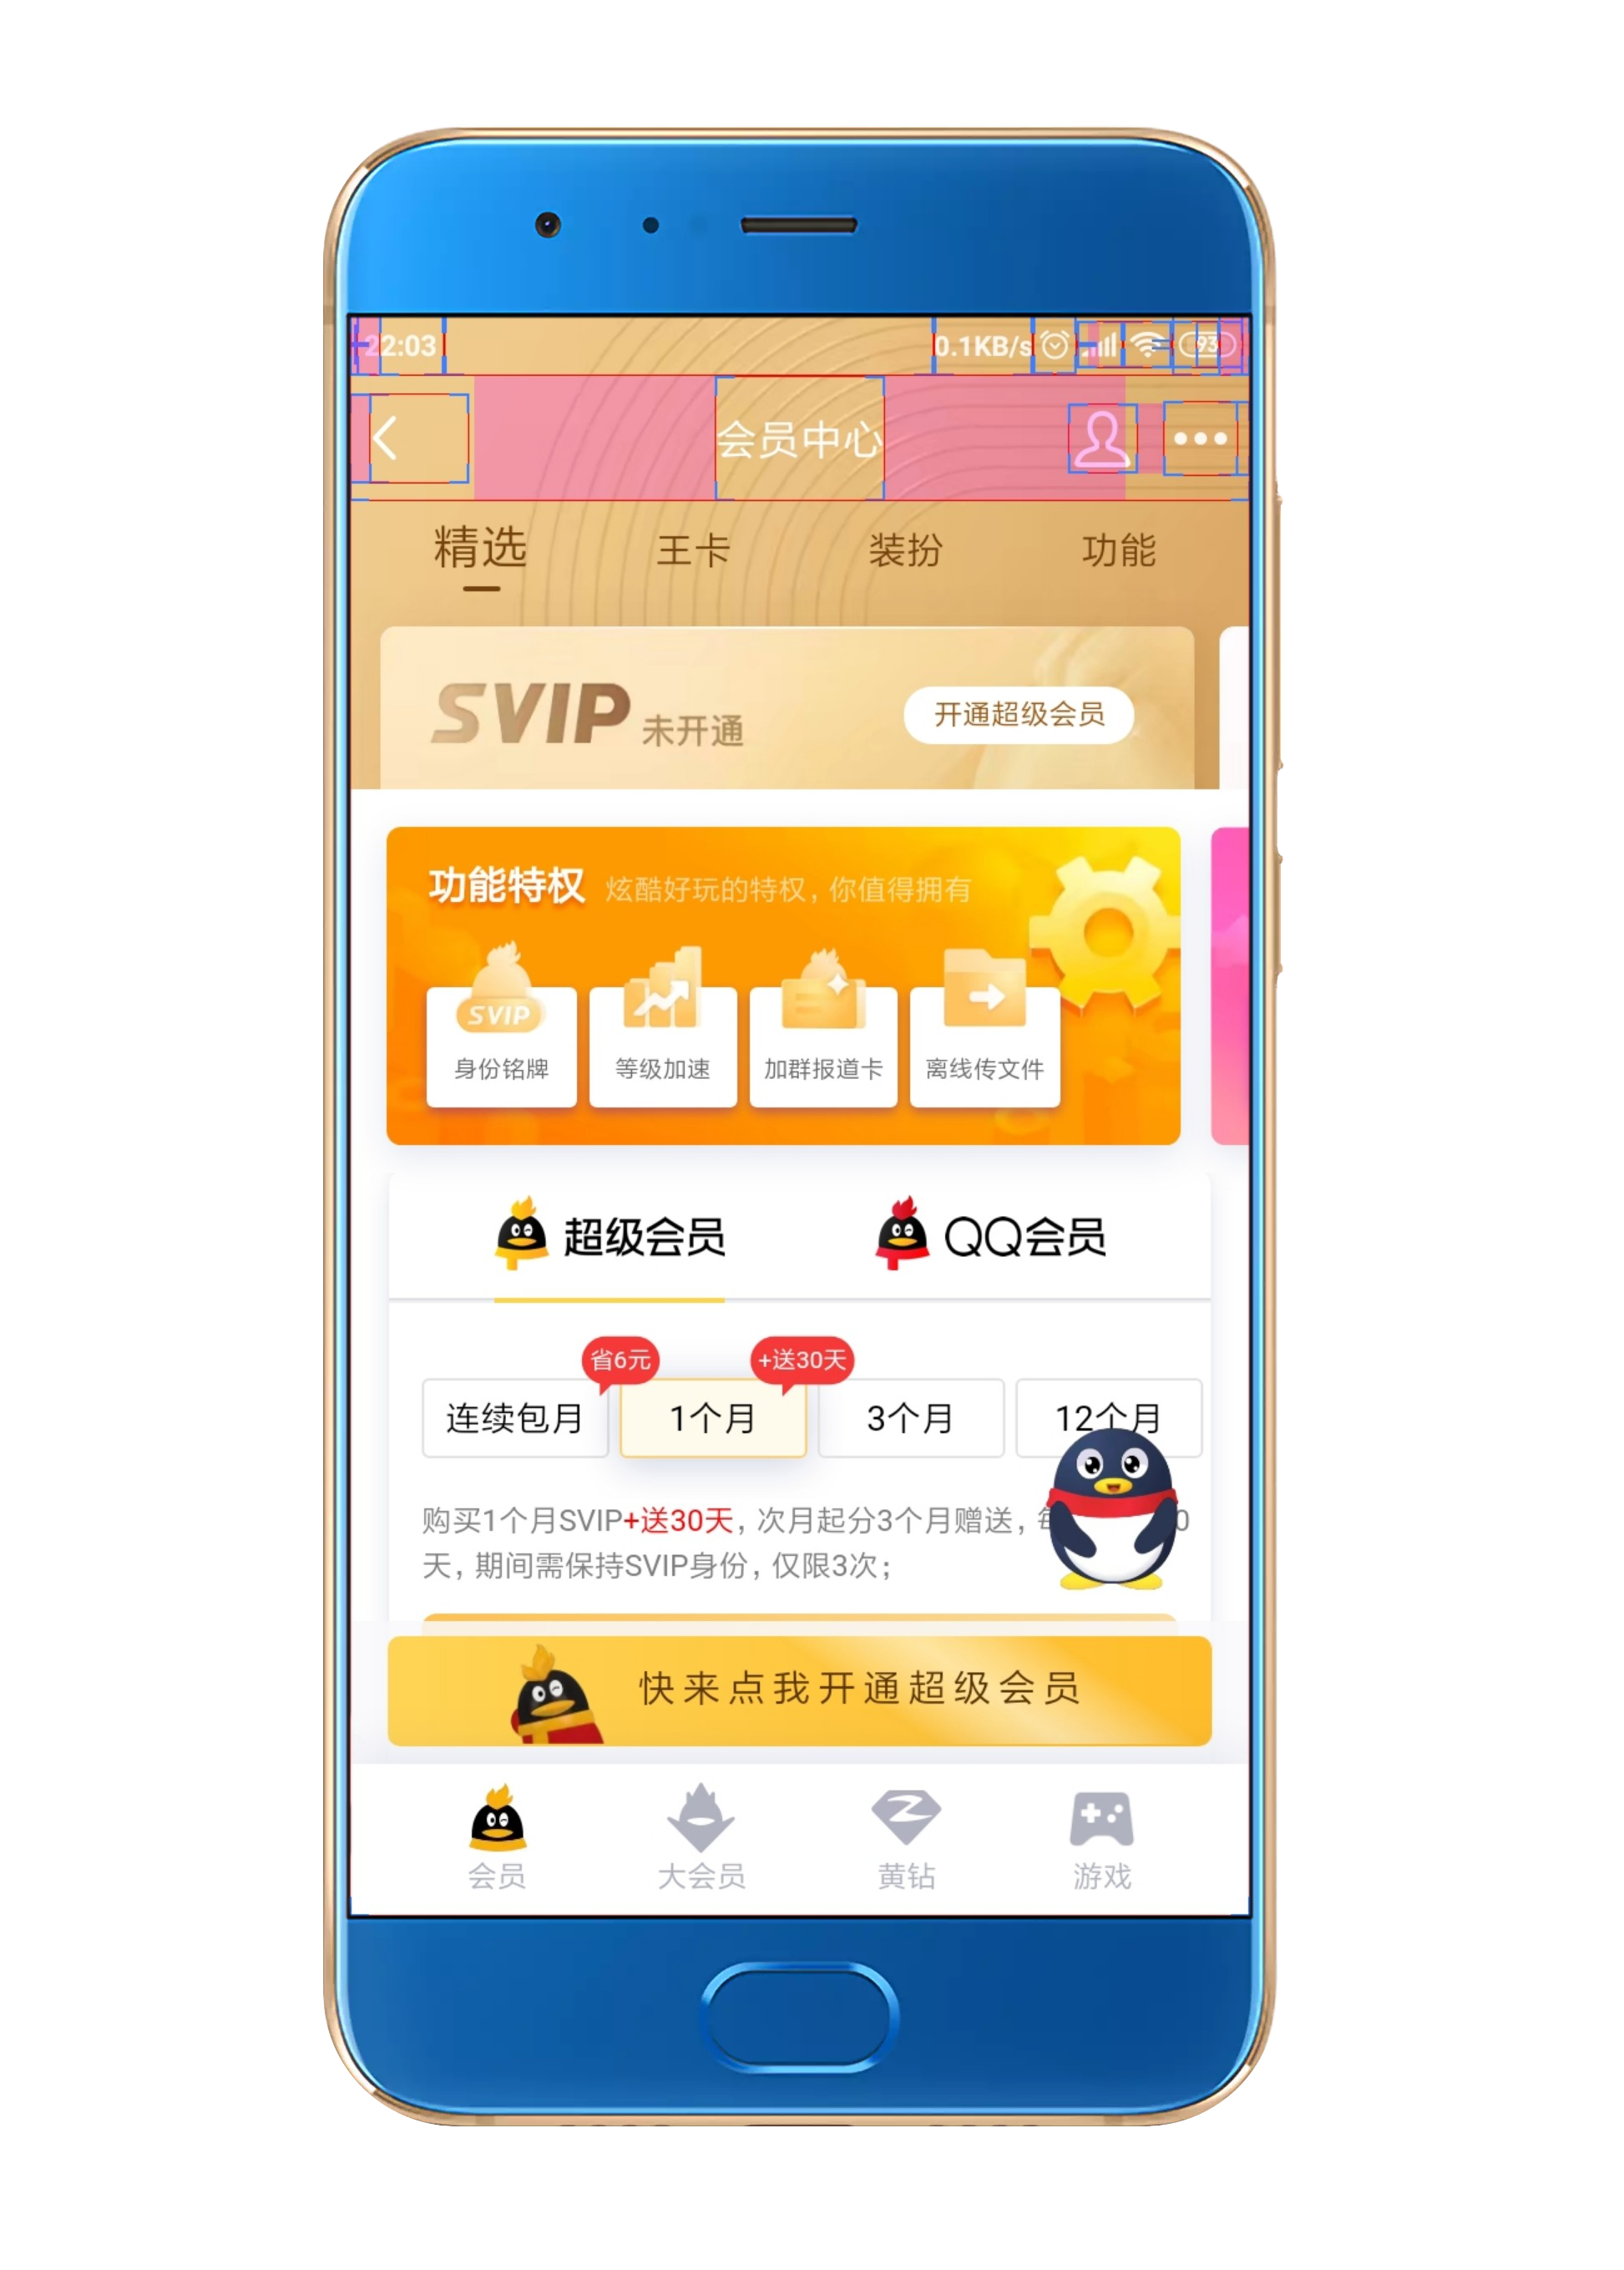 22:03 0.1KB/s 93
会员中心
精选 王卡 装扮 功能
SVIP 未开通 开通超级会员
功能特权 炫酷好玩的特权，你值得拥有
SVIP
身份铭牌 等级加速 加群报道卡 离线传文件
超级会员 QQ会员
省6元 +送30天
连续包月 1个月 3个月 12个月
购买1个月SVIP+送30天，次月起分3个月赠送，
天，期间需保持SVIP身份，仅限3次；
快来点我开通超级会员
会员 大会员 黄钻 游戏